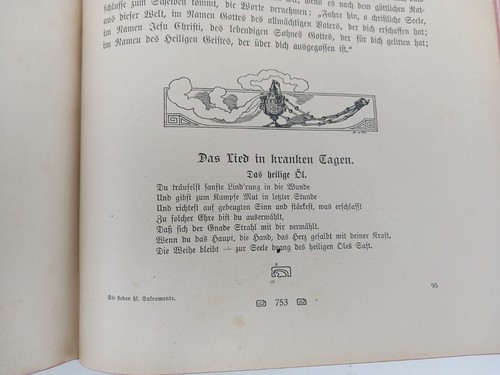 schlusse zum Scheiden kommt, die Worte vernehmen: „Fahre hin, o christliche Seele,
aus dieser Welt, im Namen Gottes des allmächtigen Vaters, der dich erschaffen hat;
im Namen Jesu Christi, des lebendigen Sohnes Gottes, der für dich gelitten hat;
im Namen des Heiligen Geistes, der über dich ausgegossen ist.“
Das Lied in kranken Tagen.
Das heilige Öl.
Du träufelst sanfte Lind'rung in die Wunde
Und gibst zum Kampfe Mut in letzter Stunde
Und richtest auf gebeugten Sinn und stärkest, was erschlafft
Zu solcher Ehre bist du auserwählt,
Daß sich der Gnade Strahl mit dir vermählt.
Wenn du das Haupt, die Hand, das Herz gesalbt mit deiner Kraft,
Die Weihe bleibt — zur Seele drang des heiligen Öles Saft.
Die sieben hl. Sakramente.
95
753